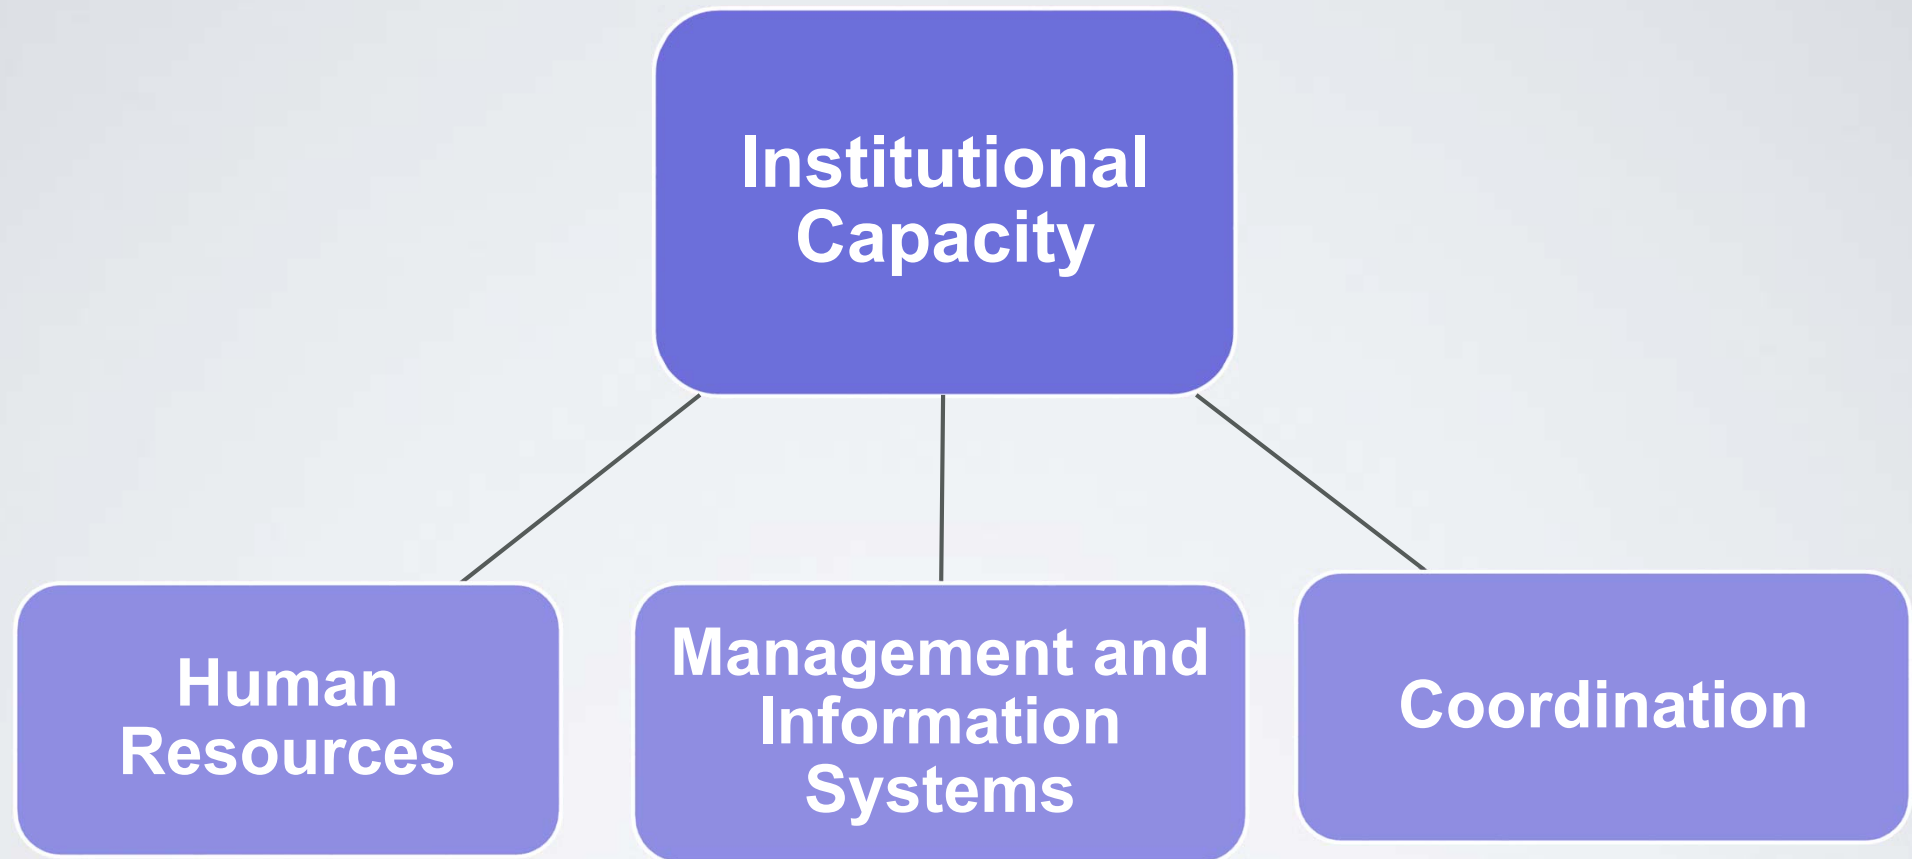 Institutional
Capacity
Human
Resources
Management and
Information
Systems
Coordination